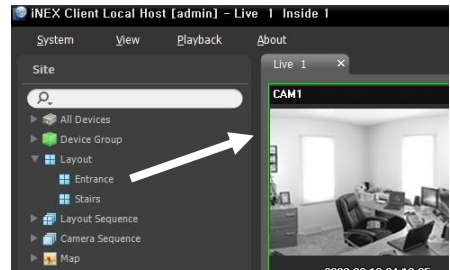 iNEX Client Local Host [admin] - Live 1 Inside 1
System View Playback About
Site
Live 1 ×
CAM1
All Devices
Device Group
Layout
Entrance
Stairs
Layout Sequence
Camera Sequence
Map